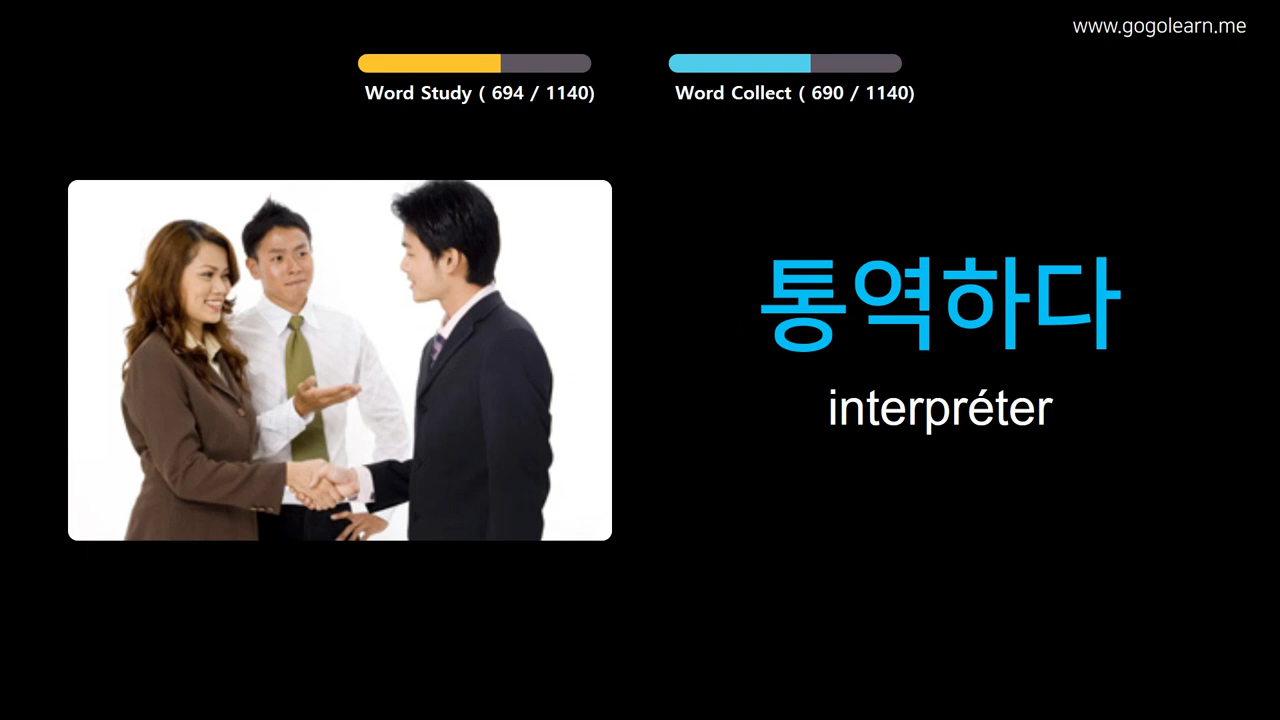 www.gogolearn.me
Word Study ( 694 / 1140)
Word Collect ( 690 / 1140)
통역하다
interpréter